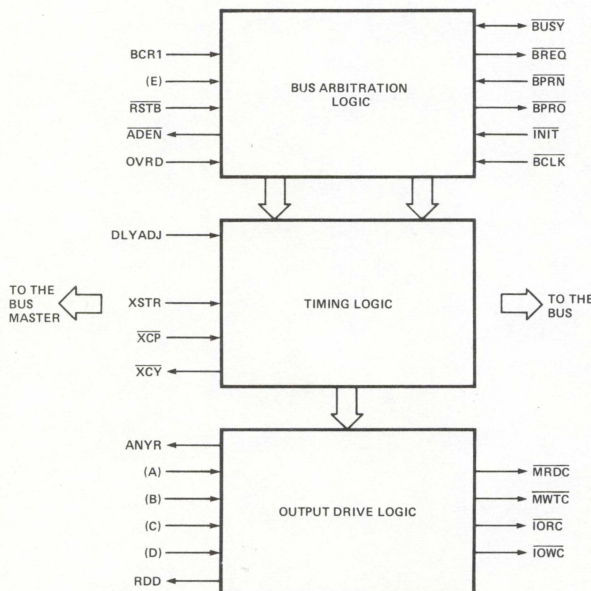 BUSY
BCR1
BREQ
(E)
BUS ARBITRATION
LOGIC
BPRN
RSTB
BPRO
ADEN
INIT
OVRD
BCLK
DLYADJ
TO THE
BUS
MASTER
XSTR
TIMING LOGIC
TO THE
BUS
XCP
XCY
ANYR
(A)
MRDC
(B)
MWTC
(C)
OUTPUT DRIVE LOGIC
IORC
(D)
IOWC
RDD